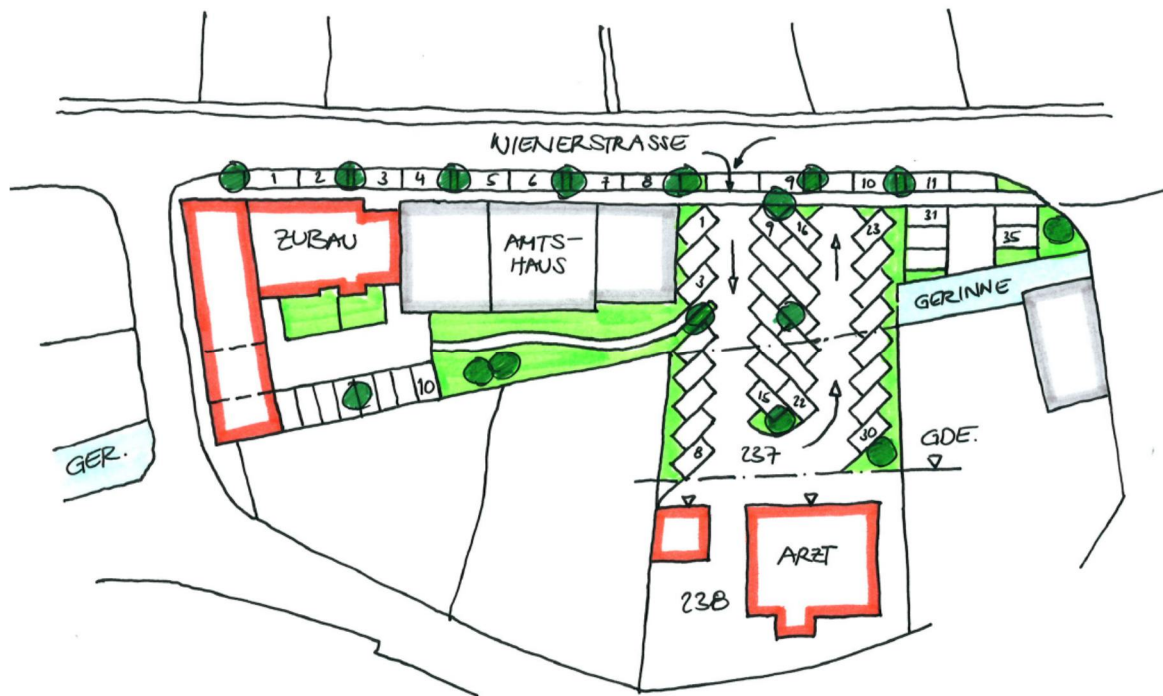 WIENERSTRASSE
1 2 3 4 5 6 7 8 9 10 11
ZUBAU
AMTS-
HAUS
1
9
16
23
31
3
35
GERINNE
10
15
22
30
GER.
8
237
GDE.
ARZT
238